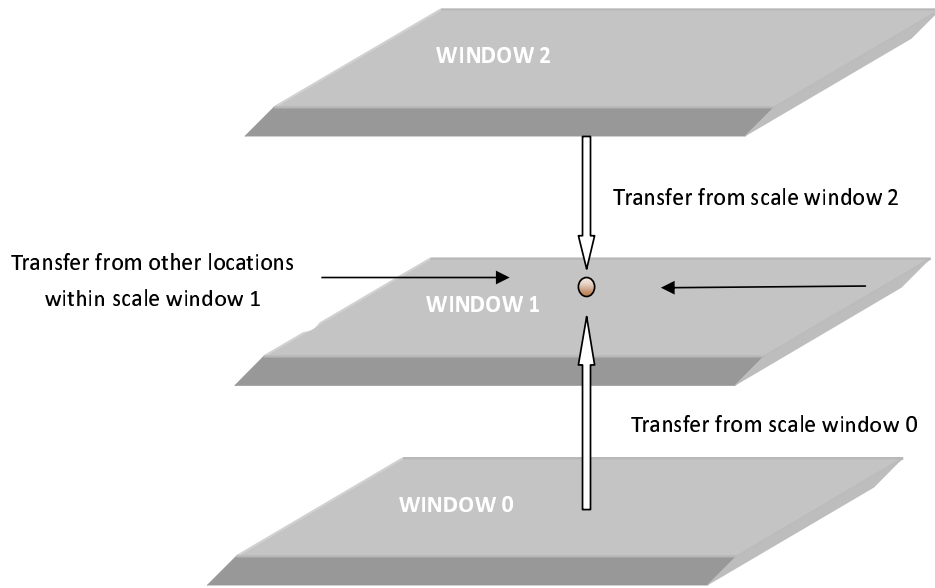 WINDOW 2
Transfer from scale window 2
Transfer from other locations
within scale window 1
WINDOW 1
Transfer from scale window 0
WINDOW 0